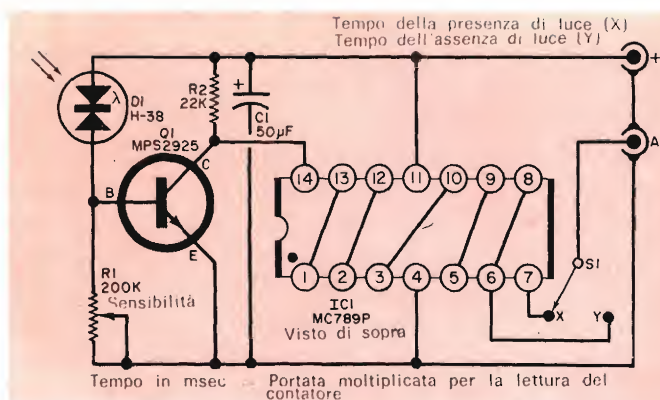 Tempo della presenza di luce (X)
Tempo dell'assenza di luce (Y)
+
λ
D1
H-38
R2
22K
+
C1
50µF
Q1
MPS2925
C
B
E
A
14 13 12 11 10 9 8
1 2 3 4 5 6 7
S1
X
Y
R1
200K
Sensibilità
IC1
MC789P
Visto di sopra
Tempo in msec = Portata moltiplicata per la lettura del
contatore